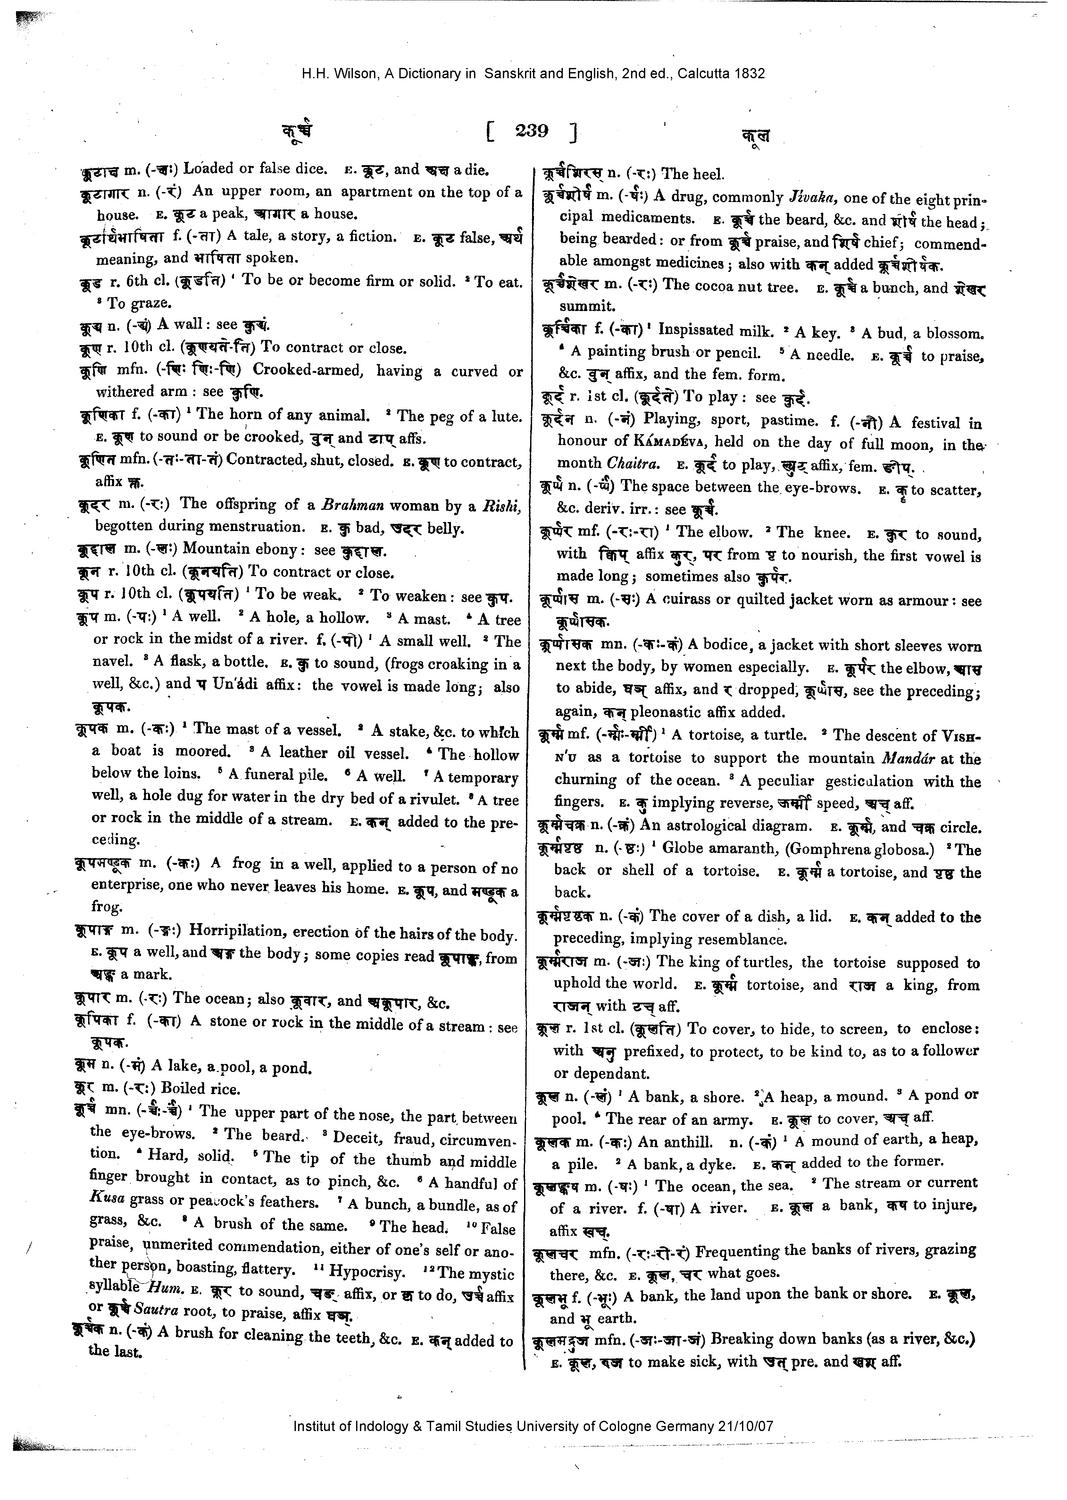 H.H. Wilson, A Dictionary in Sanskrit and English, 2nd ed., Calcutta 1832
कूर्च्च [ 239 ] कूल
कूटाच m. (-चः) Loaded or false dice. E. कूट, and अक्ष a die.
कूटागार n. (-रं) An upper room, an apartment on the top of a
house. E. कूट a peak, आगार a house.
कूटार्थभाषिता f. (-ता) A tale, a story, a fiction. E. कूट false, अर्थ
meaning, and भाषिता spoken.
कूड r. 6th cl. (कूडति) ¹ To be or become firm or solid. ² To eat.
³ To graze.
कूड्य n. (-ड्यं) A wall : see कुड्यं.
कूण r. 10th cl. (कूणयते-ति) To contract or close.
कूणि mfn. (-णिः णिः-णि) Crooked-armed, having a curved or
withered arm : see कुणि.
कूणिका f. (-का) ¹ The horn of any animal. ² The peg of a lute.
E. कूण to sound or be crooked, वुन् and टाप् affs.
कूणित mfn. (-तः-ता-तं) Contracted, shut, closed. E. कूण to contract,
affix क्त.
कूदर m. (-रः) The offspring of a Brahman woman by a Rishi,
begotten during menstruation. E. कु bad, उदर belly.
कूद्दाल m. (-लः) Mountain ebony : see कुद्दाल.
कून r. 10th cl. (कूनयति) To contract or close.
कूप r. 10th cl. (कूपयति) ¹ To be weak. ² To weaken : see कुप.
कूप m. (-पः) ¹ A well. ² A hole, a hollow. ³ A mast. ⁴ A tree
or rock in the midst of a river. f. (-पी) ¹ A small well. ² The
navel. ³ A flask, a bottle. E. कु to sound, (frogs croaking in a
well, &c.) and प Un'ádi affix : the vowel is made long ; also
कूपक.
कूपक m. (-कः) ¹ The mast of a vessel. ² A stake, &c. to which
a boat is moored. ³ A leather oil vessel. ⁴ The hollow
below the loins. ⁵ A funeral pile. ⁶ A well. ⁷ A temporary
well, a hole dug for water in the dry bed of a rivulet. ⁸ A tree
or rock in the middle of a stream. E. कन् added to the pre-
ceding.
कूपमण्डूक m. (-कः) A frog in a well, applied to a person of no
enterprise, one who never leaves his home. E. कूप, and मण्डूक a
frog.
कूपाङ्ग m. (-ङ्गः) Horripilation, erection of the hairs of the body.
E. कूप a well, and अङ्ग the body ; some copies read कूपाङ्क, from
अङ्क a mark.
कूपार m. (-रः) The ocean ; also कूवार, and अकूपार, &c.
कूपिका f. (-का) A stone or rock in the middle of a stream : see
कूपक.
कूम n. (-मं) A lake, a pool, a pond.
कूर m. (-रः) Boiled rice.
कूर्च mn. (-र्चः-र्चं) ¹ The upper part of the nose, the part between
the eye-brows. ² The beard. ³ Deceit, fraud, circumven-
tion. ⁴ Hard, solid. ⁵ The tip of the thumb and middle
finger brought in contact, as to pinch, &c. ⁶ A handful of
Kusa grass or peacock's feathers. ⁷ A bunch, a bundle, as of
grass, &c. ⁸ A brush of the same. ⁹ The head. ¹⁰ False
praise, unmerited commendation, either of one's self or ano-
ther person, boasting, flattery. ¹¹ Hypocrisy. ¹² The mystic
syllable Hum. E. कूर to sound, चङ affix, or to do, affix
or कूर्च Sautra root, to praise, affix घञ्.
कूर्चक n. (-कं) A brush for cleaning the teeth, &c. E. कन् added to
the last.
कूर्चशिरस् n. (-रः) The heel.
कूर्चशीर्ष m. (-र्षः) A drug, commonly Jívaka, one of the eight prin-
cipal medicaments. E. कूर्च the beard, &c. and शीर्ष the head ;
being bearded : or from कूर्च praise, and शीर्ष chief ; commend-
able amongst medicines ; also with कन् added कूर्चशीर्षक.
कूर्चशेखर m. (-रः) The cocoa nut tree. E. कूर्च a bunch, and शेखर
summit.
कूर्चिका f. (-का) ¹ Inspissated milk. ² A key. ³ A bud, a blossom.
⁴ A painting brush or pencil. ⁵ A needle. E. कूर्च to praise,
&c. वुन् affix, and the fem. form.
कूर्द r. 1st cl. (कूर्दते) To play : see कुर्द.
कूर्दन n. (-नं) Playing, sport, pastime. f. (-नी) A festival in
honour of KÁMADÉVA, held on the day of full moon, in the
month Chaitra. E. कूर्द to play, ल्युट् affix, fem. ङीप्.
कूर्प n. (-र्पं) The space between the eye-brows. E. कॄ to scatter,
&c. deriv. irr. : see कूर्च.
कूर्पर mf. (-रः-रा) ¹ The elbow. ² The knee. E. कुर to sound,
with क्विप् affix कुर्, पर from पृ to nourish, the first vowel is
made long ; sometimes also कुर्पर.
कूर्पास m. (-सः) A cuirass or quilted jacket worn as armour : see
कूर्पासक.
कूर्पासक mn. (-कः-कं) A bodice, a jacket with short sleeves worn
next the body, by women especially. E. कूर्पर the elbow, आस
to abide, घञ् affix, and र dropped, कूर्पास, see the preceding ;
again, कन् pleonastic affix added.
कूर्म्म mf. (-र्म्मः-र्म्मी) ¹ A tortoise, a turtle. ² The descent of VISH-
N'U as a tortoise to support the mountain Mandár at the
churning of the ocean. ³ A peculiar gesticulation with the
fingers. E. कु implying reverse, ऊर्म्मी speed, अच् aff.
कूर्म्मचक्र n. (-क्रं) An astrological diagram. E. कूर्म्म, and चक्र circle.
कूर्म्मपृष्ठ n. (-ष्ठः) ¹ Globe amaranth, (Gomphrena globosa.) ² The
back or shell of a tortoise. E. कूर्म्म a tortoise, and पृष्ठ the
back.
कूर्म्मपृष्ठक n. (-कं) The cover of a dish, a lid. E. कन् added to the
preceding, implying resemblance.
कूर्म्मराज m. (-जः) The king of turtles, the tortoise supposed to
uphold the world. E. कूर्म्म tortoise, and राज a king, from
राजन् with टच् aff.
कूल r. 1st cl. (कूलति) To cover, to hide, to screen, to enclose :
with अनु prefixed, to protect, to be kind to, as to a follower
or dependant.
कूल n. (-लं) ¹ A bank, a shore. ² A heap, a mound. ³ A pond or
pool. ⁴ The rear of an army. E. कूल to cover, अच् aff.
कूलक m. (-कः) An anthill. n. (-कं) ¹ A mound of earth, a heap,
a pile. ² A bank, a dyke. E. कन् added to the former.
कूलङ्कष m. (-षः) ¹ The ocean, the sea. ² The stream or current
of a river. f. (-षा) A river. E. कूल a bank, कष to injure,
affix खच्.
कूलचर mfn. (-रः-री-रं) Frequenting the banks of rivers, grazing
there, &c. E. कूल, चर what goes.
कूलभू f. (-भूः) A bank, the land upon the bank or shore. E. कूल,
and भू earth.
कूलमुद्रुज mfn. (-जः-जा-जं) Breaking down banks (as a river, &c.)
E. कूल, रुज to make sick, with उत् pre. and खश् aff.
Institut of Indology & Tamil Studies University of Cologne Germany 21/10/07